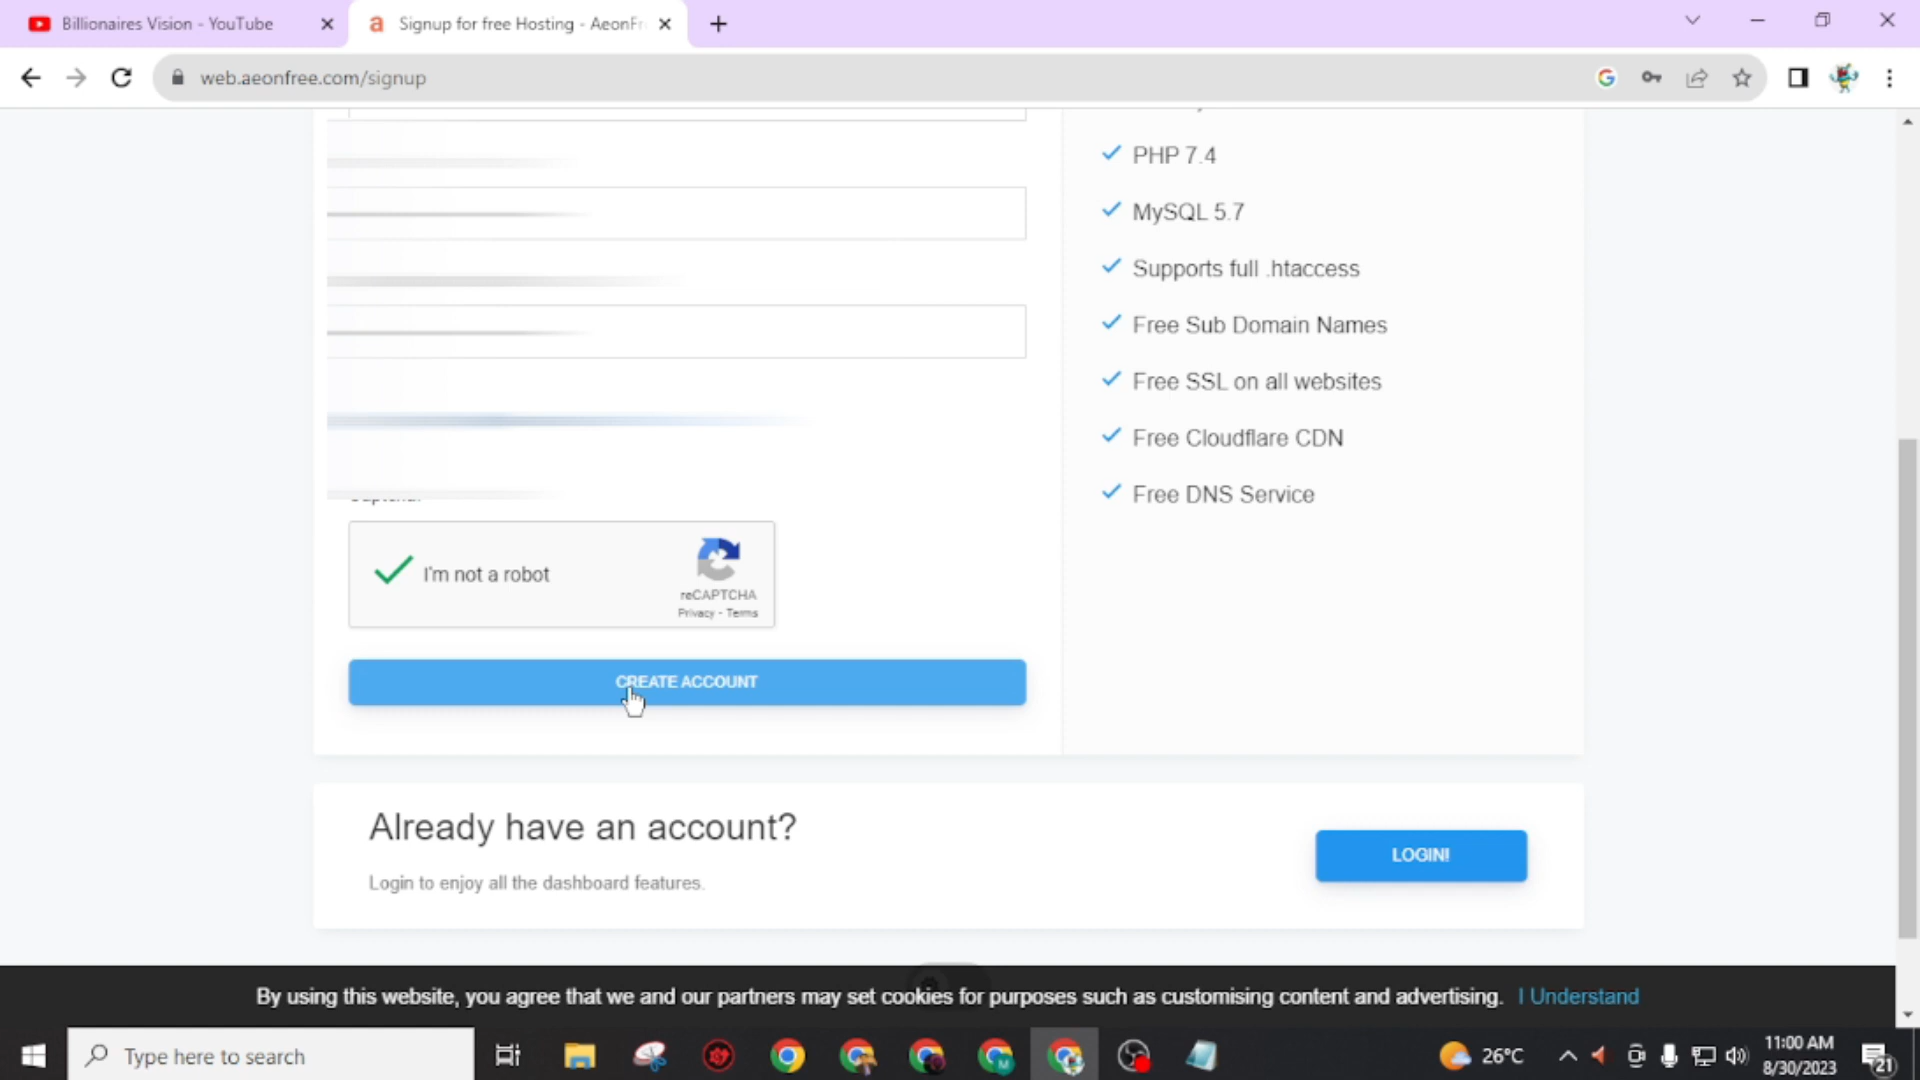 Billionaires Vision - YouTube
Signup for free Hosting - AeonFr
web.aeonfree.com/signup
PHP 7.4
MySQL 5.7
Supports full .htaccess
Free Sub Domain Names
Free SSL on all websites
Free Cloudflare CDN
Free DNS Service
I'm not a robot
reCAPTCHA
Privacy - Terms
CREATE ACCOUNT
Already have an account?
Login to enjoy all the dashboard features.
LOGIN!
By using this website, you agree that we and our partners may set cookies for purposes such as customising content and advertising. I Understand
Type here to search
26°C
11:00 AM
8/30/2023
21